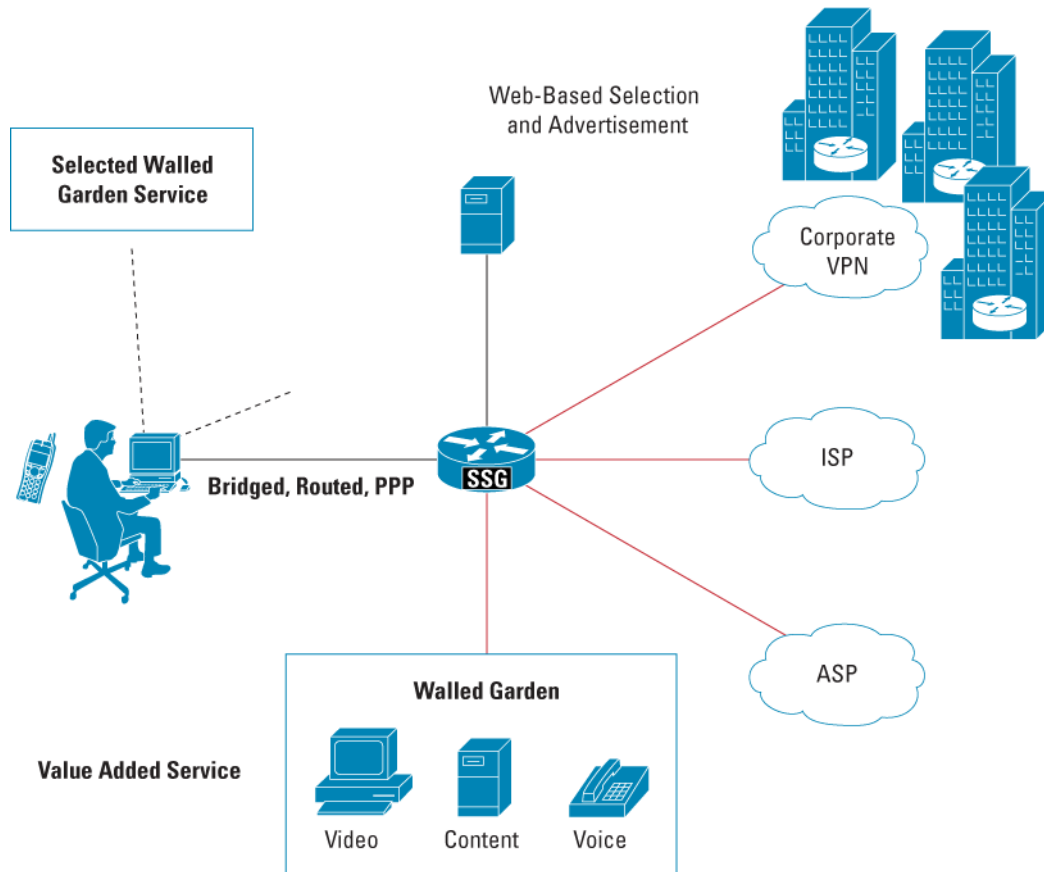 Web-Based Selection
and Advertisement
Selected Walled
Garden Service
Corporate
VPN
ISP
SSG
Bridged, Routed, PPP
ASP
Walled Garden
Value Added Service
Video
Content
Voice